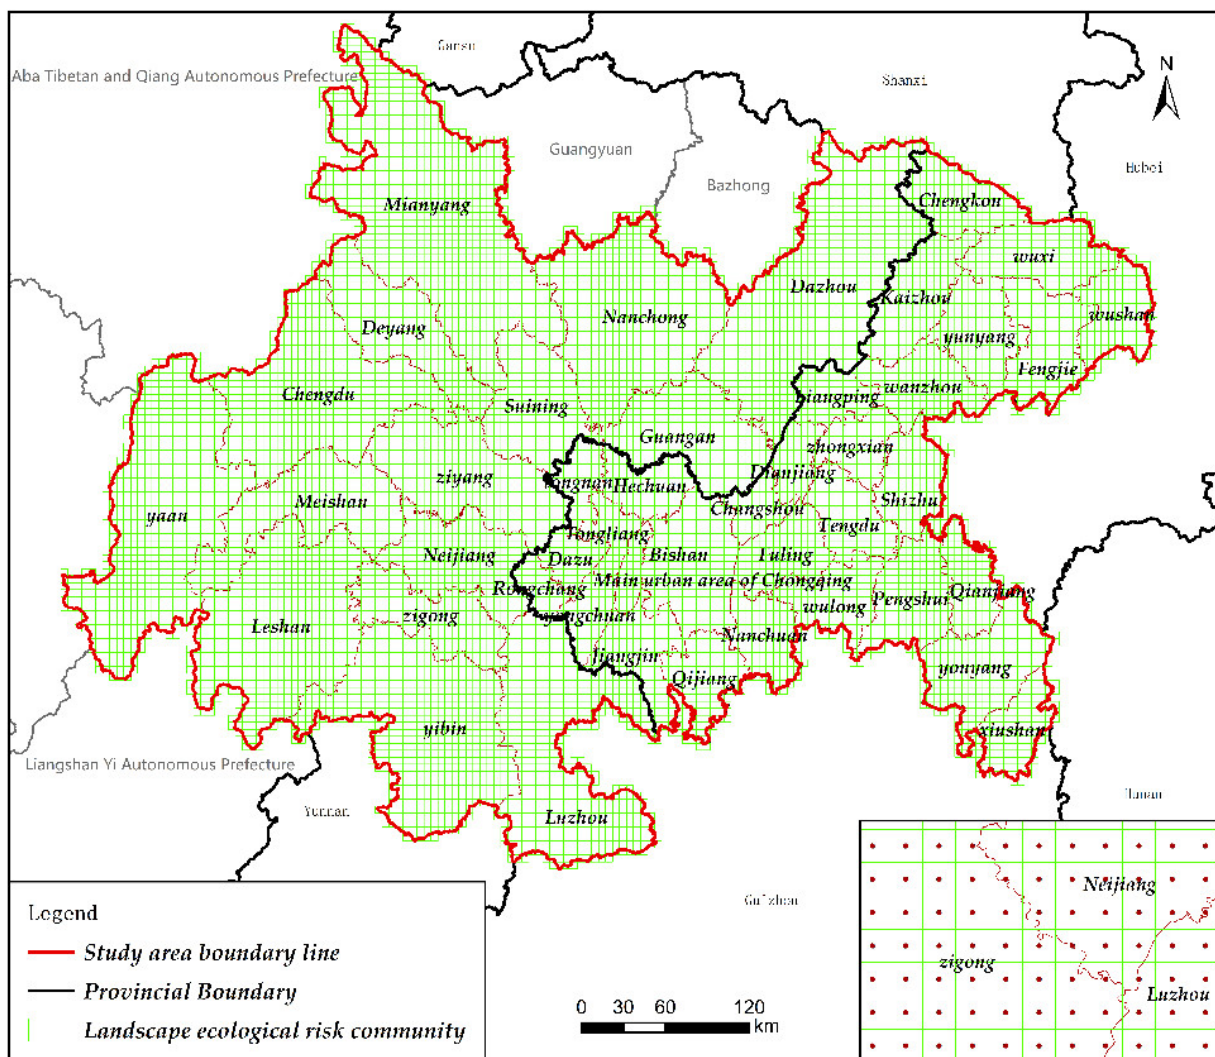 Gansu
Aba Tibetan and Qiang Autonomous Prefecture
Shanxi
N
Guangyuan
Bazhong
Hubei
Mianyang
Chengkou
wuxi
Dazhou
Kaizhou
Nanchong
wushan
Deyang
yunyang
Fengjie
Chengdu
wanzhou
Liangping
Suining
Guangan
zhongxian
ziyang
Dianjiang
Tongnan
Hechuan
Meishan
Shizhu
Changshou
yaan
Tengdu
Tongliang
Neijiang
Dazu
Bishan
Fuling
Main urban area of Chongqing
Rongchang
Pengshui
Qianjiang
wulong
zigong
yongchuan
Leshan
Nanchuan
Jiangjin
youyang
Qijiang
yibin
xiushan
Liangshan Yi Autonomous Prefecture
Yunnan
Hunan
Luzhou
Guizhou
Legend
Study area boundary line
Provincial Boundary
Landscape ecological risk community
0 30 60 120
km
Neijiang
zigong
Luzhou